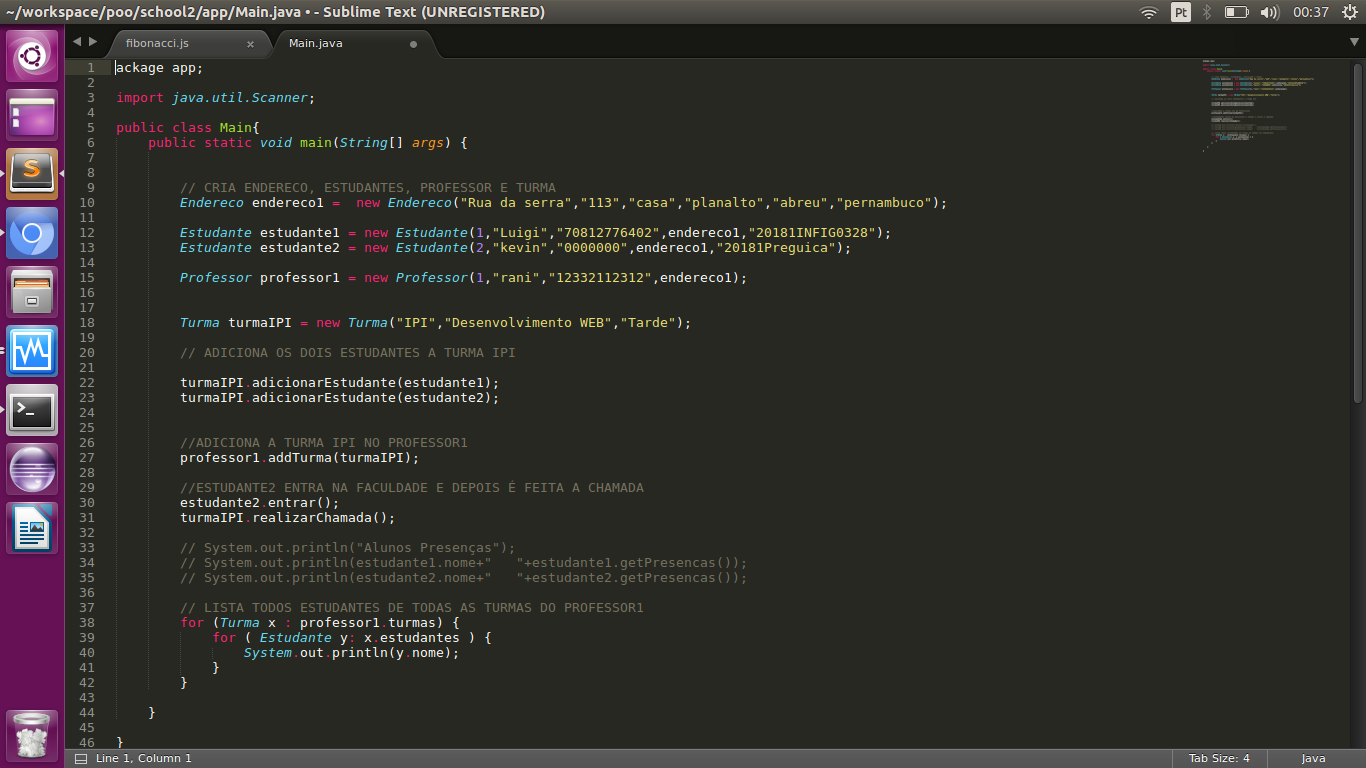 ~/workspace/poo/school2/app/Main.java • - Sublime Text (UNREGISTERED)
Pt
00:37
fibonacci.js
Main.java
1 ackage app;
2
3 import java.util.Scanner;
4
5 public class Main{
6 public static void main(String[] args) {
7
8
9 // CRIA ENDERECO, ESTUDANTES, PROFESSOR E TURMA
10 Endereco endereco1 =  new Endereco("Rua da serra","113","casa","planalto","abreu","pernambuco");
11
12 Estudante estudante1 = new Estudante(1,"Luigi","70812776402",endereco1,"20181INFIG0328");
13 Estudante estudante2 = new Estudante(2,"kevin","0000000",endereco1,"20181Preguica");
14
15 Professor professor1 = new Professor(1,"rani","12332112312",endereco1);
16
17
18 Turma turmaIPI = new Turma("IPI","Desenvolvimento WEB","Tarde");
19
20 // ADICIONA OS DOIS ESTUDANTES A TURMA IPI
21
22 turmaIPI.adicionarEstudante(estudante1);
23 turmaIPI.adicionarEstudante(estudante2);
24
25
26 //ADICIONA A TURMA IPI NO PROFESSOR1
27 professor1.addTurma(turmaIPI);
28
29 //ESTUDANTE2 ENTRA NA FACULDADE E DEPOIS É FEITA A CHAMADA
30 estudante2.entrar();
31 turmaIPI.realizarChamada();
32
33 // System.out.println("Alunos Presenças");
34 // System.out.println(estudante1.nome+"   "+estudante1.getPresencas());
35 // System.out.println(estudante2.nome+"   "+estudante2.getPresencas());
36
37 // LISTA TODOS ESTUDANTES DE TODAS AS TURMAS DO PROFESSOR1
38 for (Turma x : professor1.turmas) {
39 for ( Estudante y: x.estudantes ) {
40 System.out.println(y.nome);
41 }
42 }
43
44 }
45
46 }
Line 1, Column 1
Tab Size: 4
Java